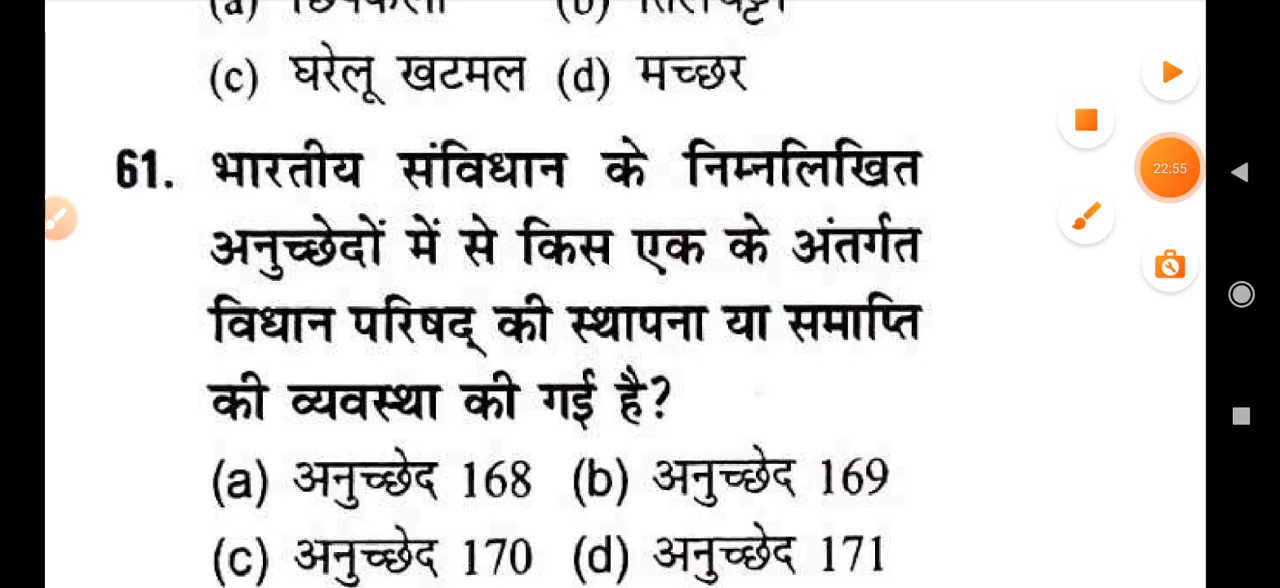 (c) घरेलू खटमल (d) मच्छर
61. भारतीय संविधान के निम्नलिखित
अनुच्छेदों में से किस एक के अंतर्गत
विधान परिषद् की स्थापना या समाप्ति
की व्यवस्था की गई है?
(a) अनुच्छेद 168 (b) अनुच्छेद 169
(c) अनुच्छेद 170 (d) अनुच्छेद 171
22:55